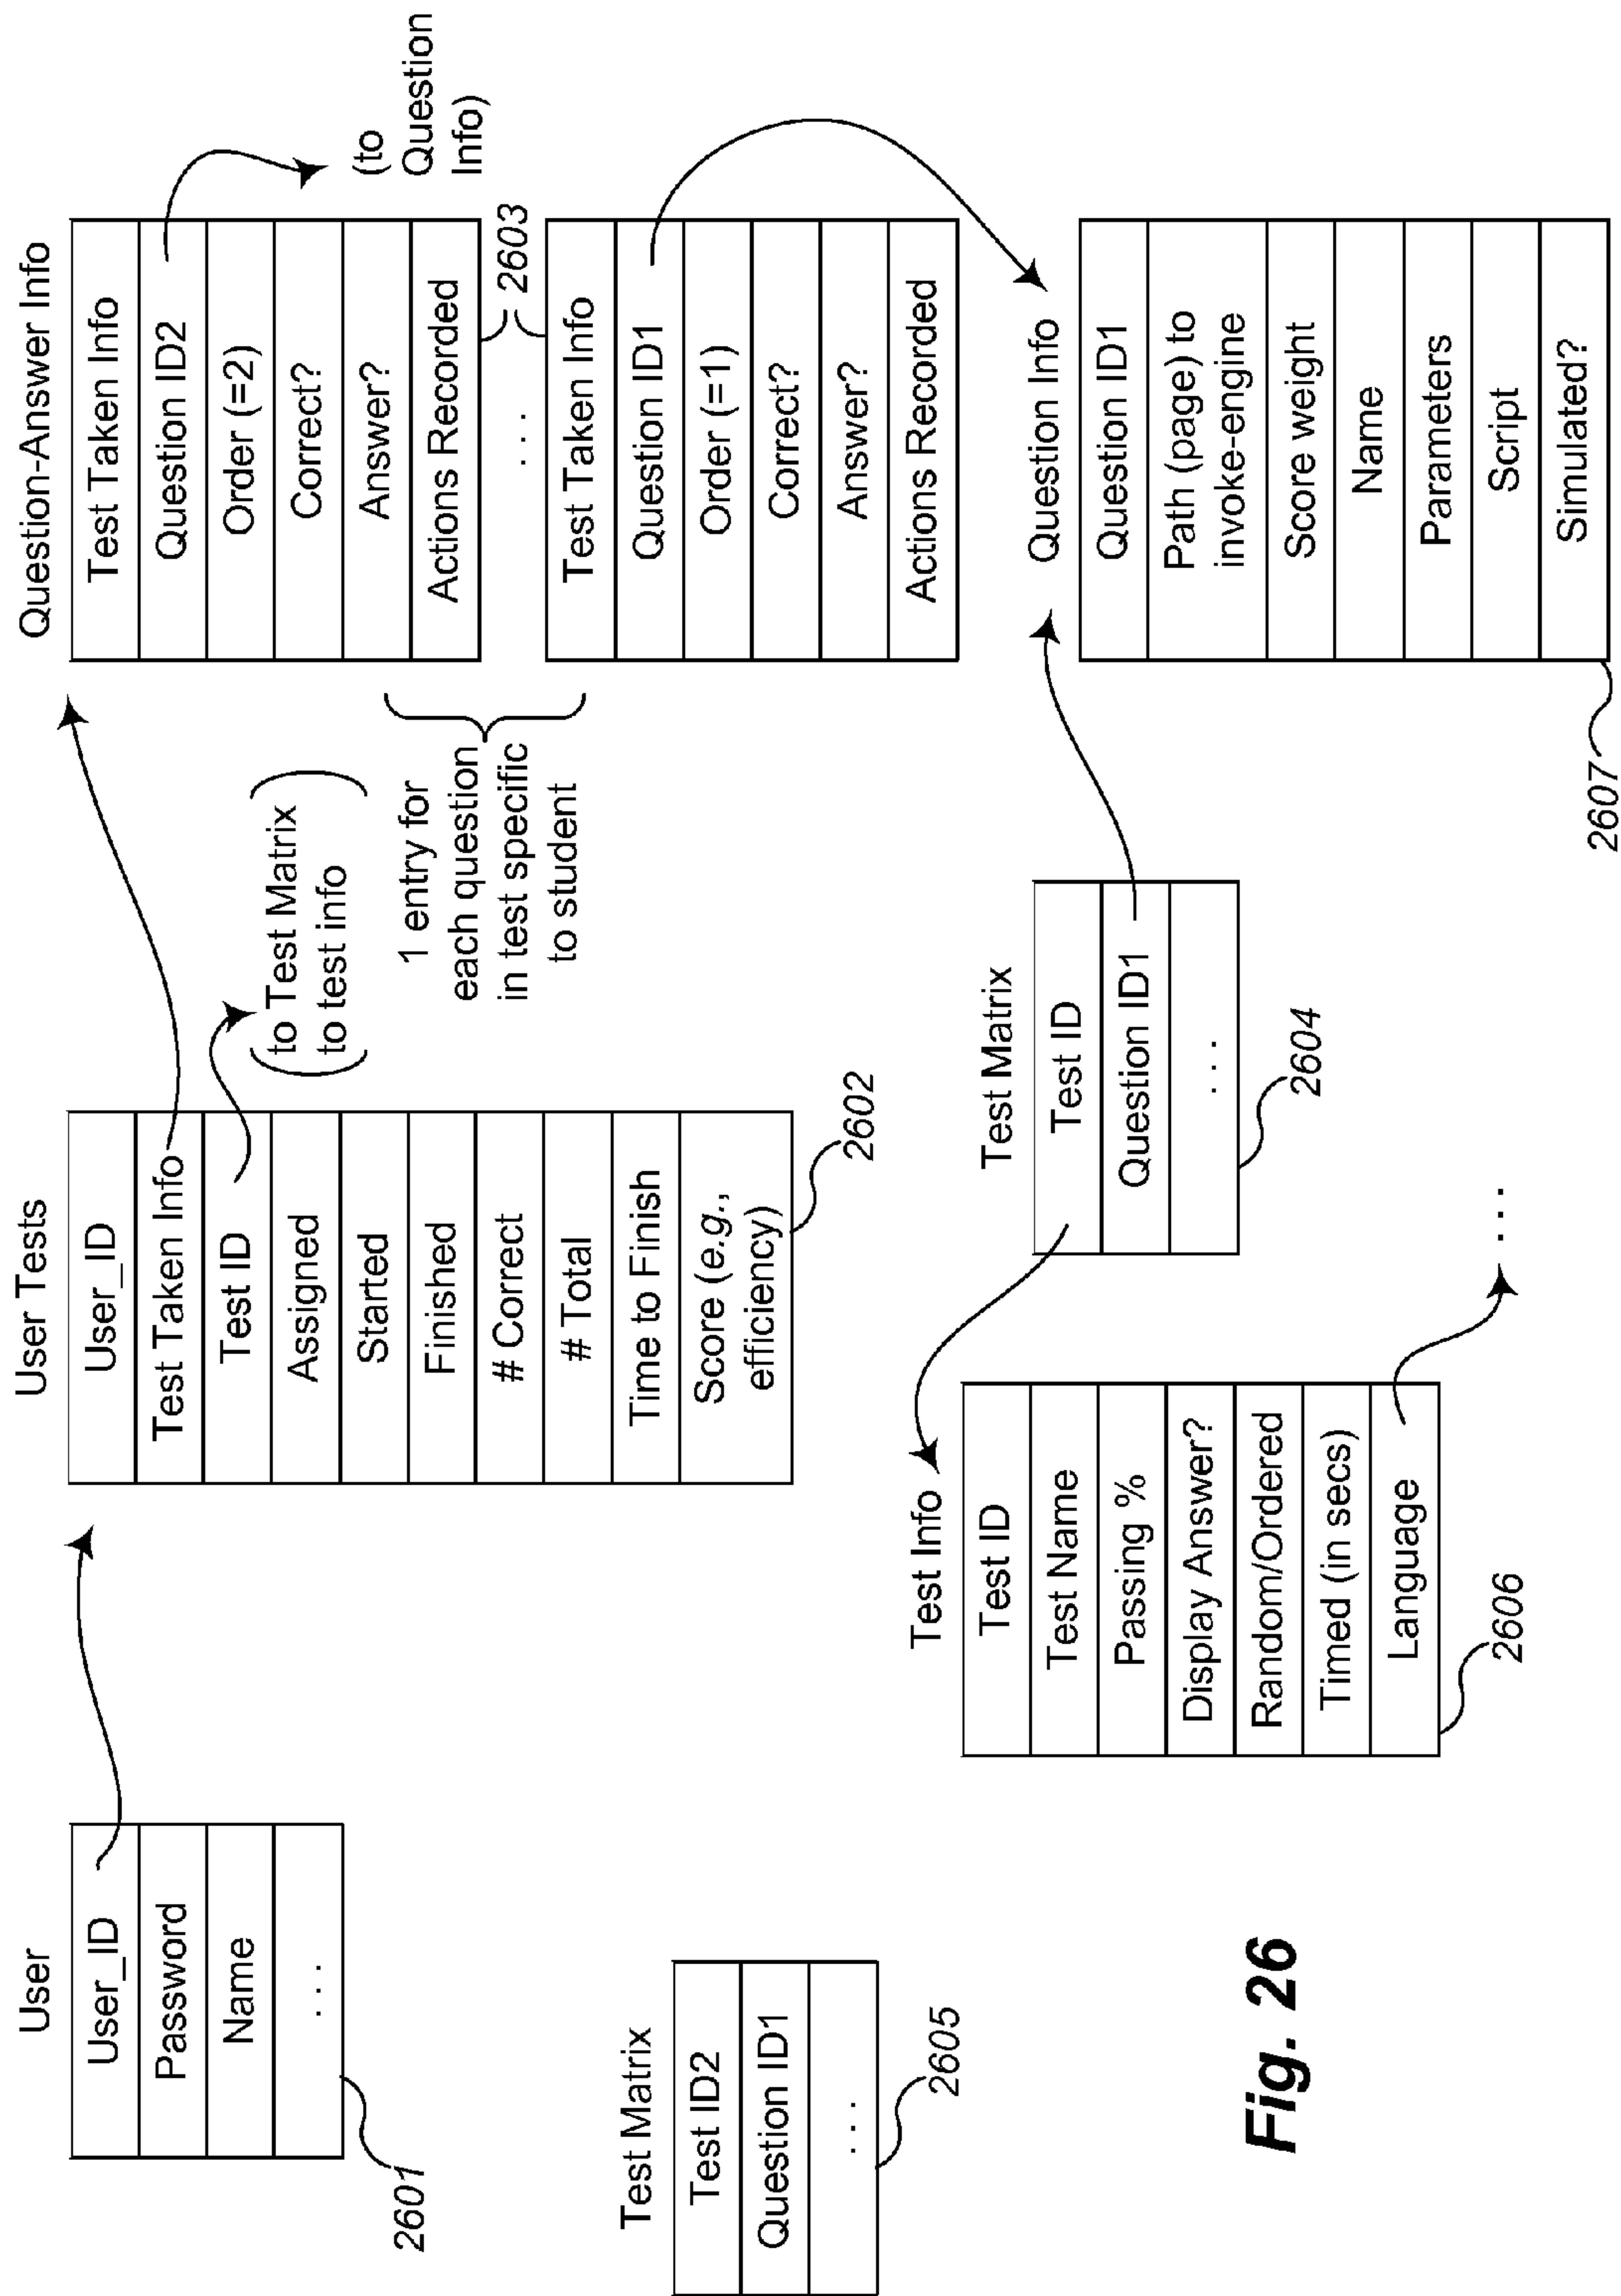 User
User_ID
Password
Name
. . .
2601
User Tests
User_ID
Test Taken Info
Test ID
Assigned
Started
Finished
# Correct
# Total
Time to Finish
Score (e.g.,
efficiency)
2602
to Test Matrix
to test info
1 entry for
each question
in test specific
to student
Question-Answer Info
Test Taken Info
Question ID2
Order (=2)
Correct?
Answer?
Actions Recorded
(to
Question
Info)
. . .
2603
Test Taken Info
Question ID1
Order (=1)
Correct?
Answer?
Actions Recorded
Test Matrix
Test ID2
Question ID1
. . .
2605
Test Info
Test ID
Test Name
Passing %
Display Answer?
Random/Ordered
Timed (in secs)
Language
2606
. . .
Test Matrix
Test ID
Question ID1
. . .
2604
Question Info
Question ID1
Path (page) to
invoke-engine
Score weight
Name
Parameters
Script
Simulated?
2607
Fig. 26